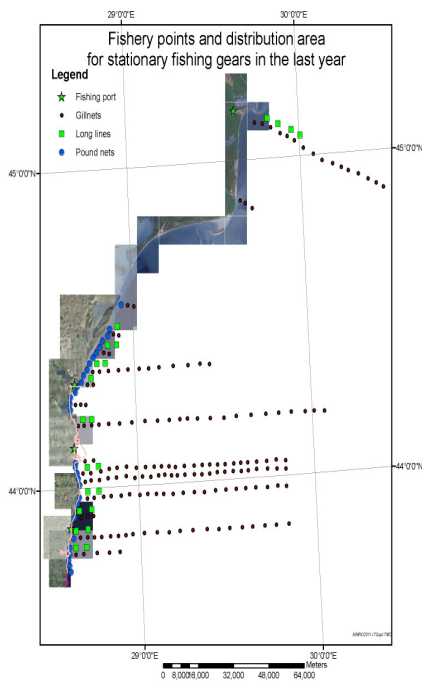 29°0'0"E 30°0'0"E
Fishery points and distribution area
for stationary fishing gears in the last year
Legend
Fishing port
Gillnets
Long lines
Pound nets
45°0'0"N
45°0'0"N
44°0'0"N
44°0'0"N
29°0'0"E 30°0'0"E
Meters
0 8,000 16,000 32,000 48,000 64,000